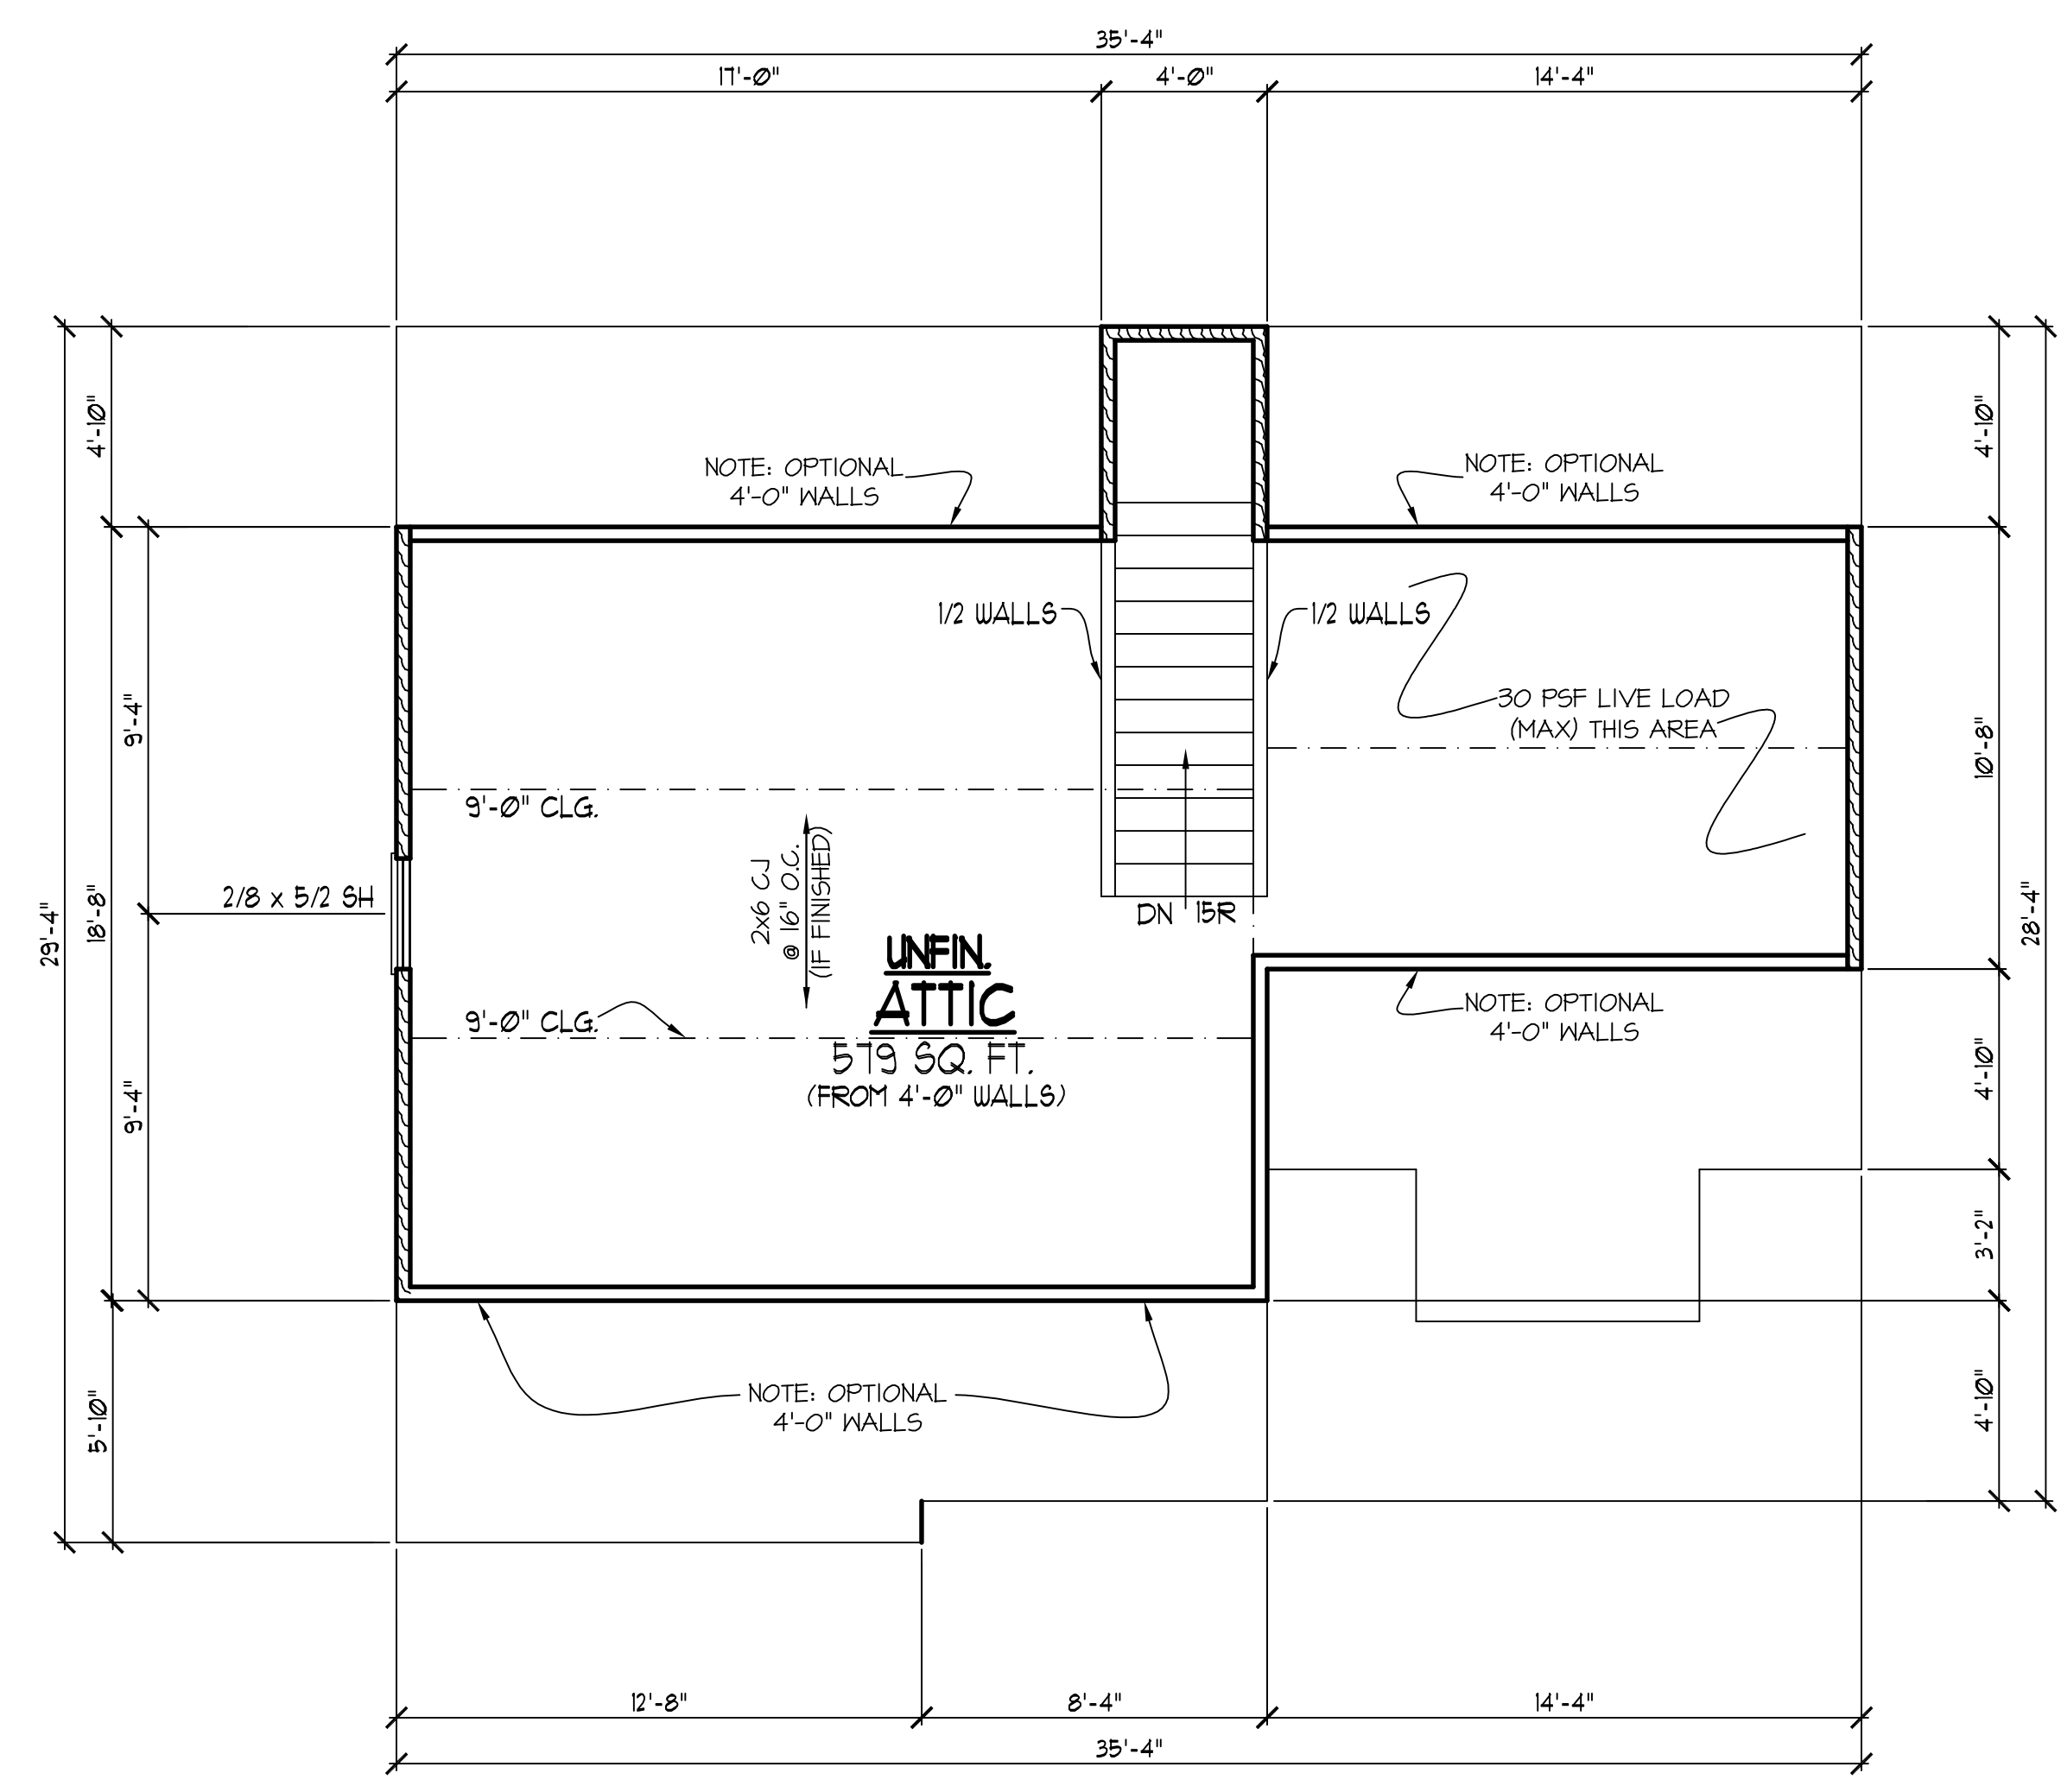 35'-4"
17'-0" 4'-0" 14'-4"
4'-10"
4'-10"
NOTE: OPTIONAL
4'-0" WALLS
NOTE: OPTIONAL
4'-0" WALLS
1/2 WALLS
1/2 WALLS
30 PSF LIVE LOAD
(MAX) THIS AREA
9'-4"
10'-8"
9'-0" CLG.
2x6 CJ
@ 16" O.C.
(IF FINISHED)
2/8 x 5/2 SH
DN 15R
29'-4"
18'-8"
28'-4"
UNFIN.
ATTIC
579 SQ. FT.
(FROM 4'-0" WALLS)
9'-0" CLG.
NOTE: OPTIONAL
4'-0" WALLS
9'-4"
4'-10"
3'-2"
5'-10"
4'-10"
NOTE: OPTIONAL
4'-0" WALLS
12'-8" 8'-4" 14'-4"
35'-4"